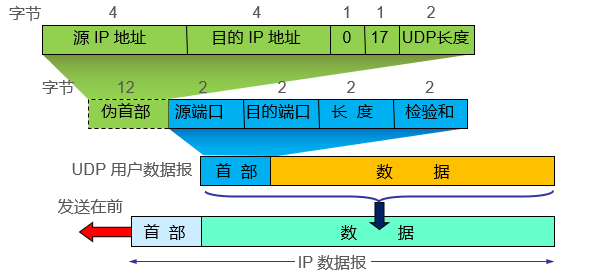 字节 4 4 1 1 2
源 IP 地址 目的 IP 地址 0 17 UDP长度
字节 12 2 2 2 2
伪首部 源端口 目的端口 长 度 检验和
UDP 用户数据报 首 部 数 据
发送在前
首 部 数 据
IP 数据报